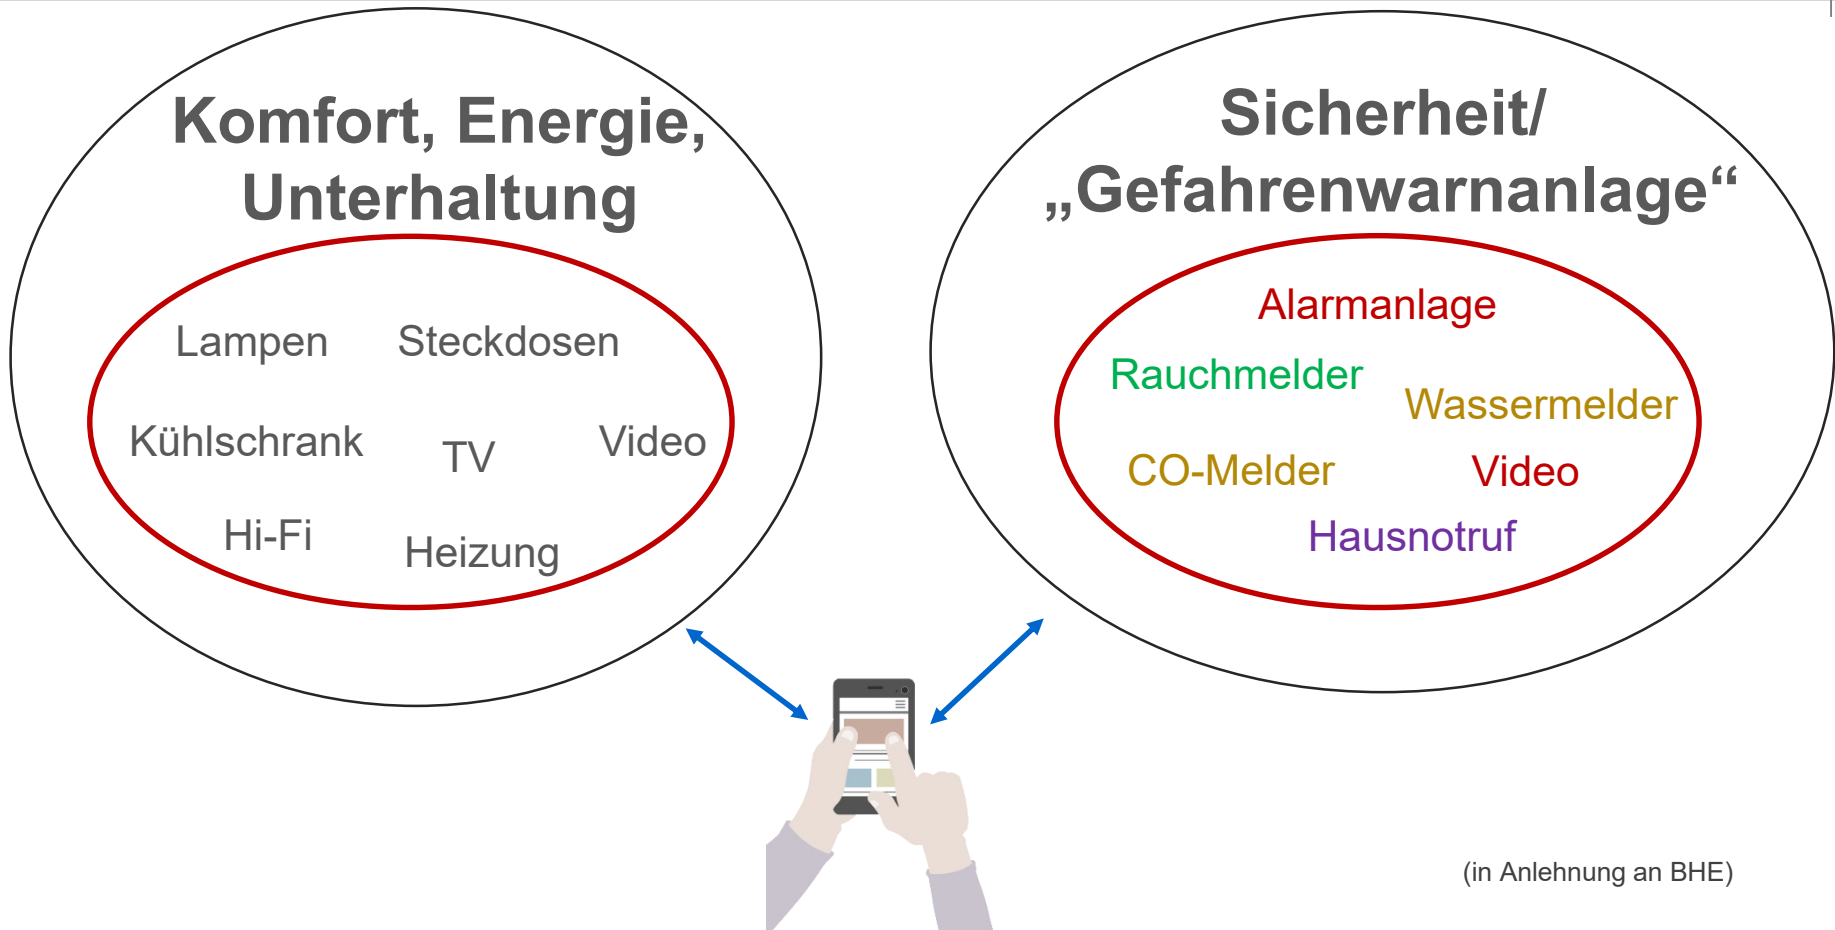 Komfort, Energie,
Unterhaltung
Lampen
Steckdosen
Kühlschrank
TV
Video
Hi-Fi
Heizung
Sicherheit/
„Gefahrenwarnanlage“
Alarmanlage
Rauchmelder
Wassermelder
CO-Melder
Video
Hausnotruf
(in Anlehnung an BHE)